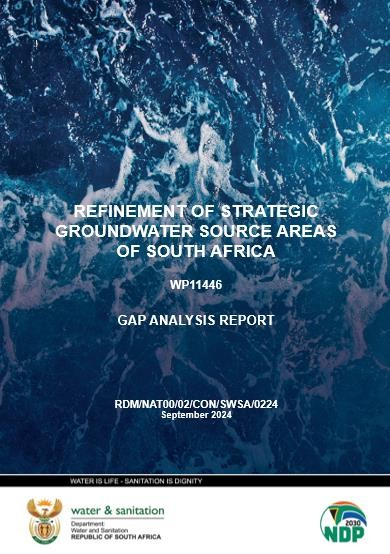 REFINEMENT OF STRATEGIC
GROUNDWATER SOURCE AREAS
OF SOUTH AFRICA
WP11446
GAP ANALYSIS REPORT
RDM/NAT00/02/CON/SWSA/0224
September 2024
WATER IS LIFE - SANITATION IS DIGNITY
water & sanitation
Department:
Water and Sanitation
REPUBLIC OF SOUTH AFRICA
2030
NDP